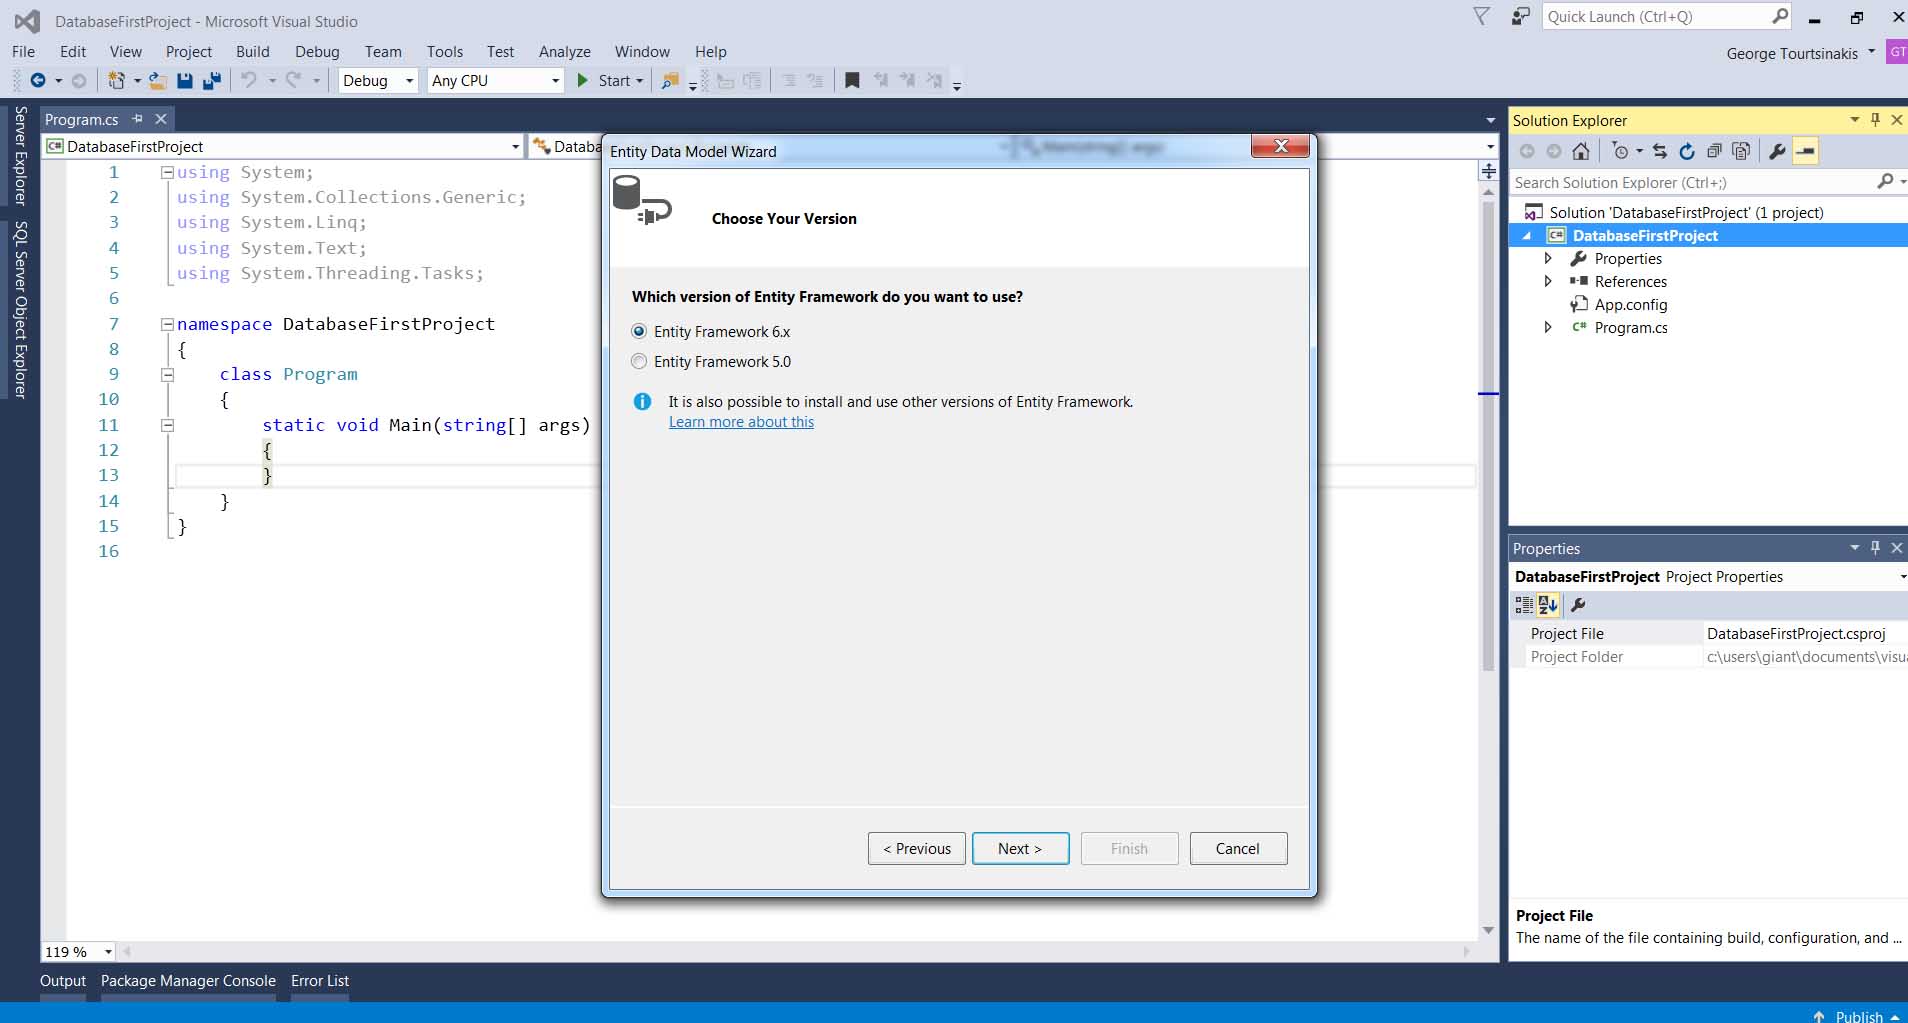 DatabaseFirstProject - Microsoft Visual Studio
Quick Launch (Ctrl+Q)
File Edit View Project Build Debug Team Tools Test Analyze Window Help
George Tourtsinakis
GT
Debug
Any CPU
Start
Server Explorer
SQL Server Object Explorer
Program.cs
DatabaseFirstProject
Databa
1 using System;
2 using System.Collections.Generic;
3 using System.Linq;
4 using System.Text;
5 using System.Threading.Tasks;
6
7 namespace DatabaseFirstProject
8 {
9 class Program
10 {
11 static void Main(string[] args)
12 {
13 }
14 }
15 }
16
119 %
Entity Data Model Wizard
Choose Your Version
Which version of Entity Framework do you want to use?
Entity Framework 6.x
Entity Framework 5.0
It is also possible to install and use other versions of Entity Framework.
Learn more about this
< Previous
Next >
Finish
Cancel
Solution Explorer
Search Solution Explorer (Ctrl+;)
Solution 'DatabaseFirstProject' (1 project)
C# DatabaseFirstProject
Properties
References
App.config
C# Program.cs
Properties
DatabaseFirstProject Project Properties
Project File DatabaseFirstProject.csproj
Project Folder c:\users\giant\documents\visu
Project File
The name of the file containing build, configuration, and ...
Output Package Manager Console Error List
Publish